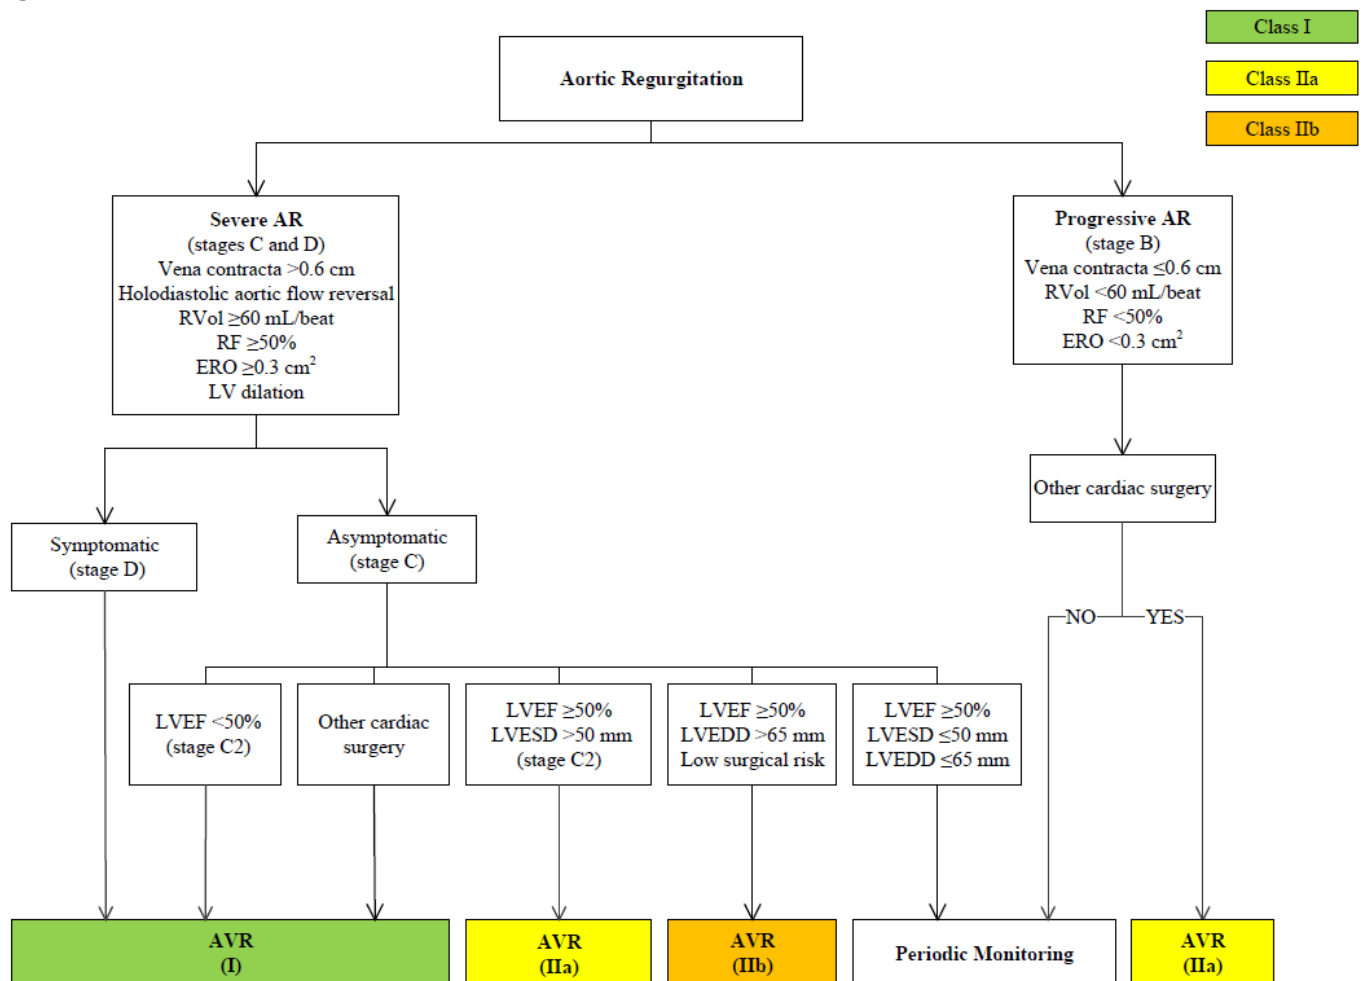 Class I
Class IIa
Class IIb
Aortic Regurgitation
Severe AR
(stages C and D)
Vena contracta >0.6 cm
Holodiastolic aortic flow reversal
RVol ≥60 mL/beat
RF ≥50%
ERO ≥0.3 cm²
LV dilation
Progressive AR
(stage B)
Vena contracta ≤0.6 cm
RVol <60 mL/beat
RF <50%
ERO <0.3 cm²
Other cardiac surgery
Symptomatic
(stage D)
Asymptomatic
(stage C)
NO
YES
LVEF <50%
(stage C2)
Other cardiac
surgery
LVEF ≥50%
LVESD >50 mm
(stage C2)
LVEF ≥50%
LVEDD >65 mm
Low surgical risk
LVEF ≥50%
LVESD ≤50 mm
LVEDD ≤65 mm
AVR
(I)
AVR
(IIa)
AVR
(IIb)
Periodic Monitoring
AVR
(IIa)